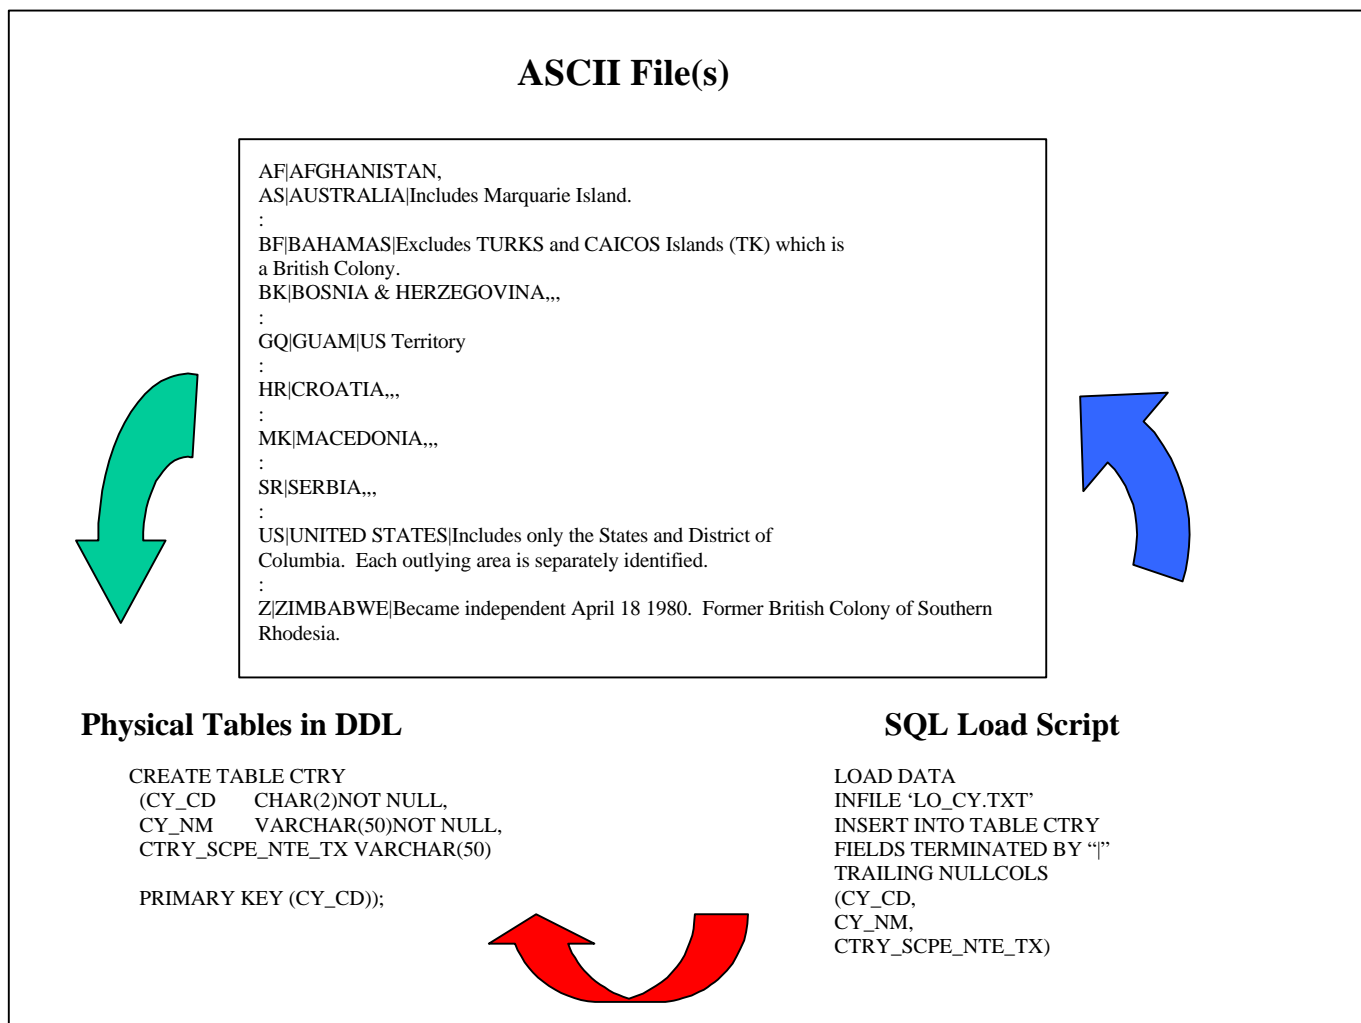 ASCII File(s)
AF|AFGHANISTAN,
AS|AUSTRALIA|Includes Marquarie Island.
:
BF|BAHAMAS|Excludes TURKS and CAICOS Islands (TK) which is
a British Colony.
BK|BOSNIA & HERZEGOVINA,,,
:
GQ|GUAM|US Territory
:
HR|CROATIA,,,
:
MK|MACEDONIA,,,
:
SR|SERBIA,,,
:
US|UNITED STATES|Includes only the States and District of
Columbia.  Each outlying area is separately identified.
:
Z|ZIMBABWE|Became independent April 18 1980.  Former British Colony of Southern
Rhodesia.
Physical Tables in DDL
CREATE TABLE CTRY
(CY_CD CHAR(2)NOT NULL,
CY_NM VARCHAR(50)NOT NULL,
CTRY_SCPE_NTE_TX VARCHAR(50)
PRIMARY KEY (CY_CD));
SQL Load Script
LOAD DATA
INFILE ‘LO_CY.TXT’
INSERT INTO TABLE CTRY
FIELDS TERMINATED BY “|”
TRAILING NULLCOLS
(CY_CD,
CY_NM,
CTRY_SCPE_NTE_TX)